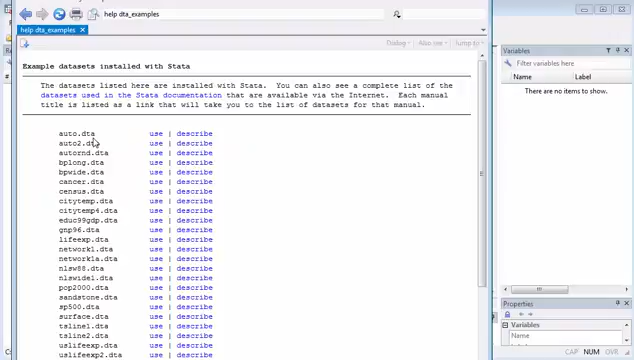 help dta_examples
help dta_examples ×
Dialog Also see Jump to
Example datasets installed with Stata
The datasets listed here are installed with Stata. You can also see a complete list of the
datasets used in the Stata documentation that are available via the Internet. Each manual
title is listed as a link that will take you to the list of datasets for that manual.
auto.dta use | describe
auto2.dta use | describe
autornd.dta use | describe
bplong.dta use | describe
bpwide.dta use | describe
cancer.dta use | describe
census.dta use | describe
citytemp.dta use | describe
citytemp4.dta use | describe
educ99gdp.dta use | describe
gnp96.dta use | describe
lifeexp.dta use | describe
network1.dta use | describe
network1a.dta use | describe
nlsw88.dta use | describe
nlswide1.dta use | describe
pop2000.dta use | describe
sandstone.dta use | describe
sp500.dta use | describe
surface.dta use | describe
tsline1.dta use | describe
tsline2.dta use | describe
uslifeexp.dta use | describe
uslifeexp2.dta use | describe
Variables
Filter variables here
Name Label
There are no items to show.
Properties
Variables
Name
CAP NUM OVR